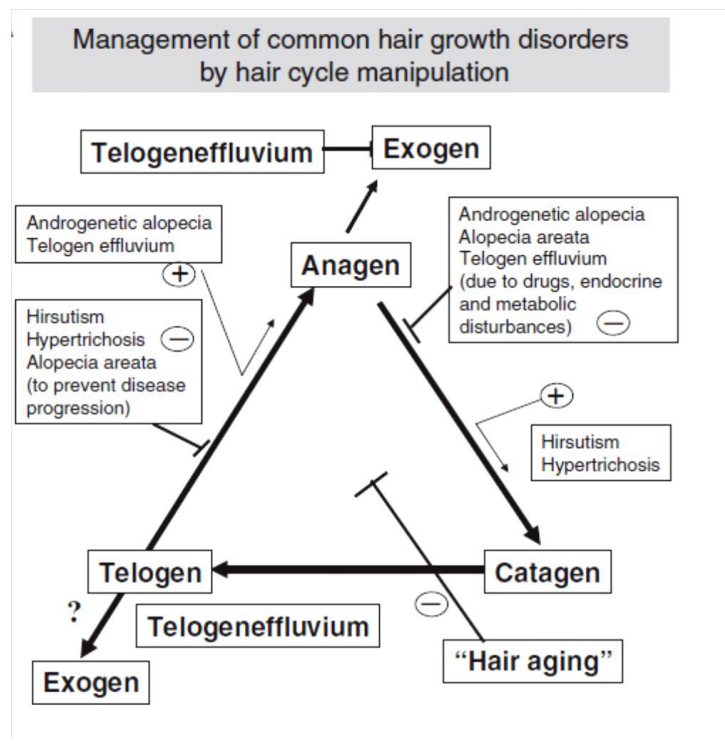 Management of common hair growth disorders
by hair cycle manipulation
Telogeneffluvium
Exogen
Androgenetic alopecia
Telogen effluvium
+
Anagen
Androgenetic alopecia
Alopecia areata
Telogen effluvium
(due to drugs, endocrine
and metabolic
disturbances) −
Hirsutism
Hypertrichosis −
Alopecia areata
(to prevent disease
progression)
+
Hirsutism
Hypertrichosis
Telogen
Catagen
?
Telogeneffluvium
−
“Hair aging”
Exogen